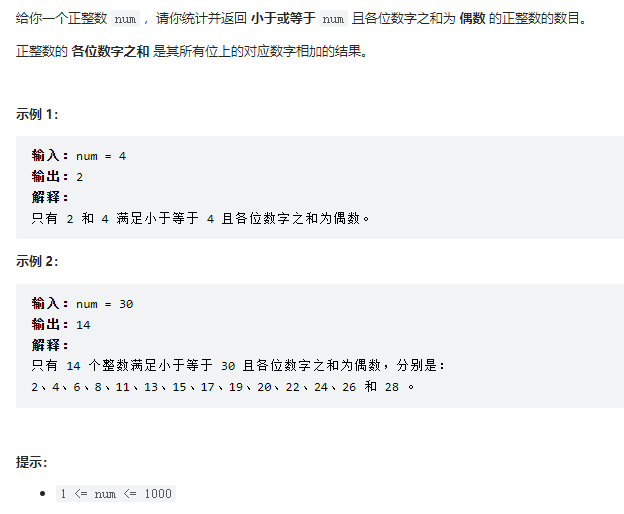 给你一个正整数 num ，请你统计并返回 小于或等于 num 且各位数字之和为 偶数 的正整数的数目。
正整数的 各位数字之和 是其所有位上的对应数字相加的结果。
示例 1：
输入：num = 4
输出：2
解释：
只有 2 和 4 满足小于等于 4 且各位数字之和为偶数。
示例 2：
输入：num = 30
输出：14
解释：
只有 14 个整数满足小于等于 30 且各位数字之和为偶数，分别是：
2、4、6、8、11、13、15、17、19、20、22、24、26 和 28 。
提示：
• 1 <= num <= 1000